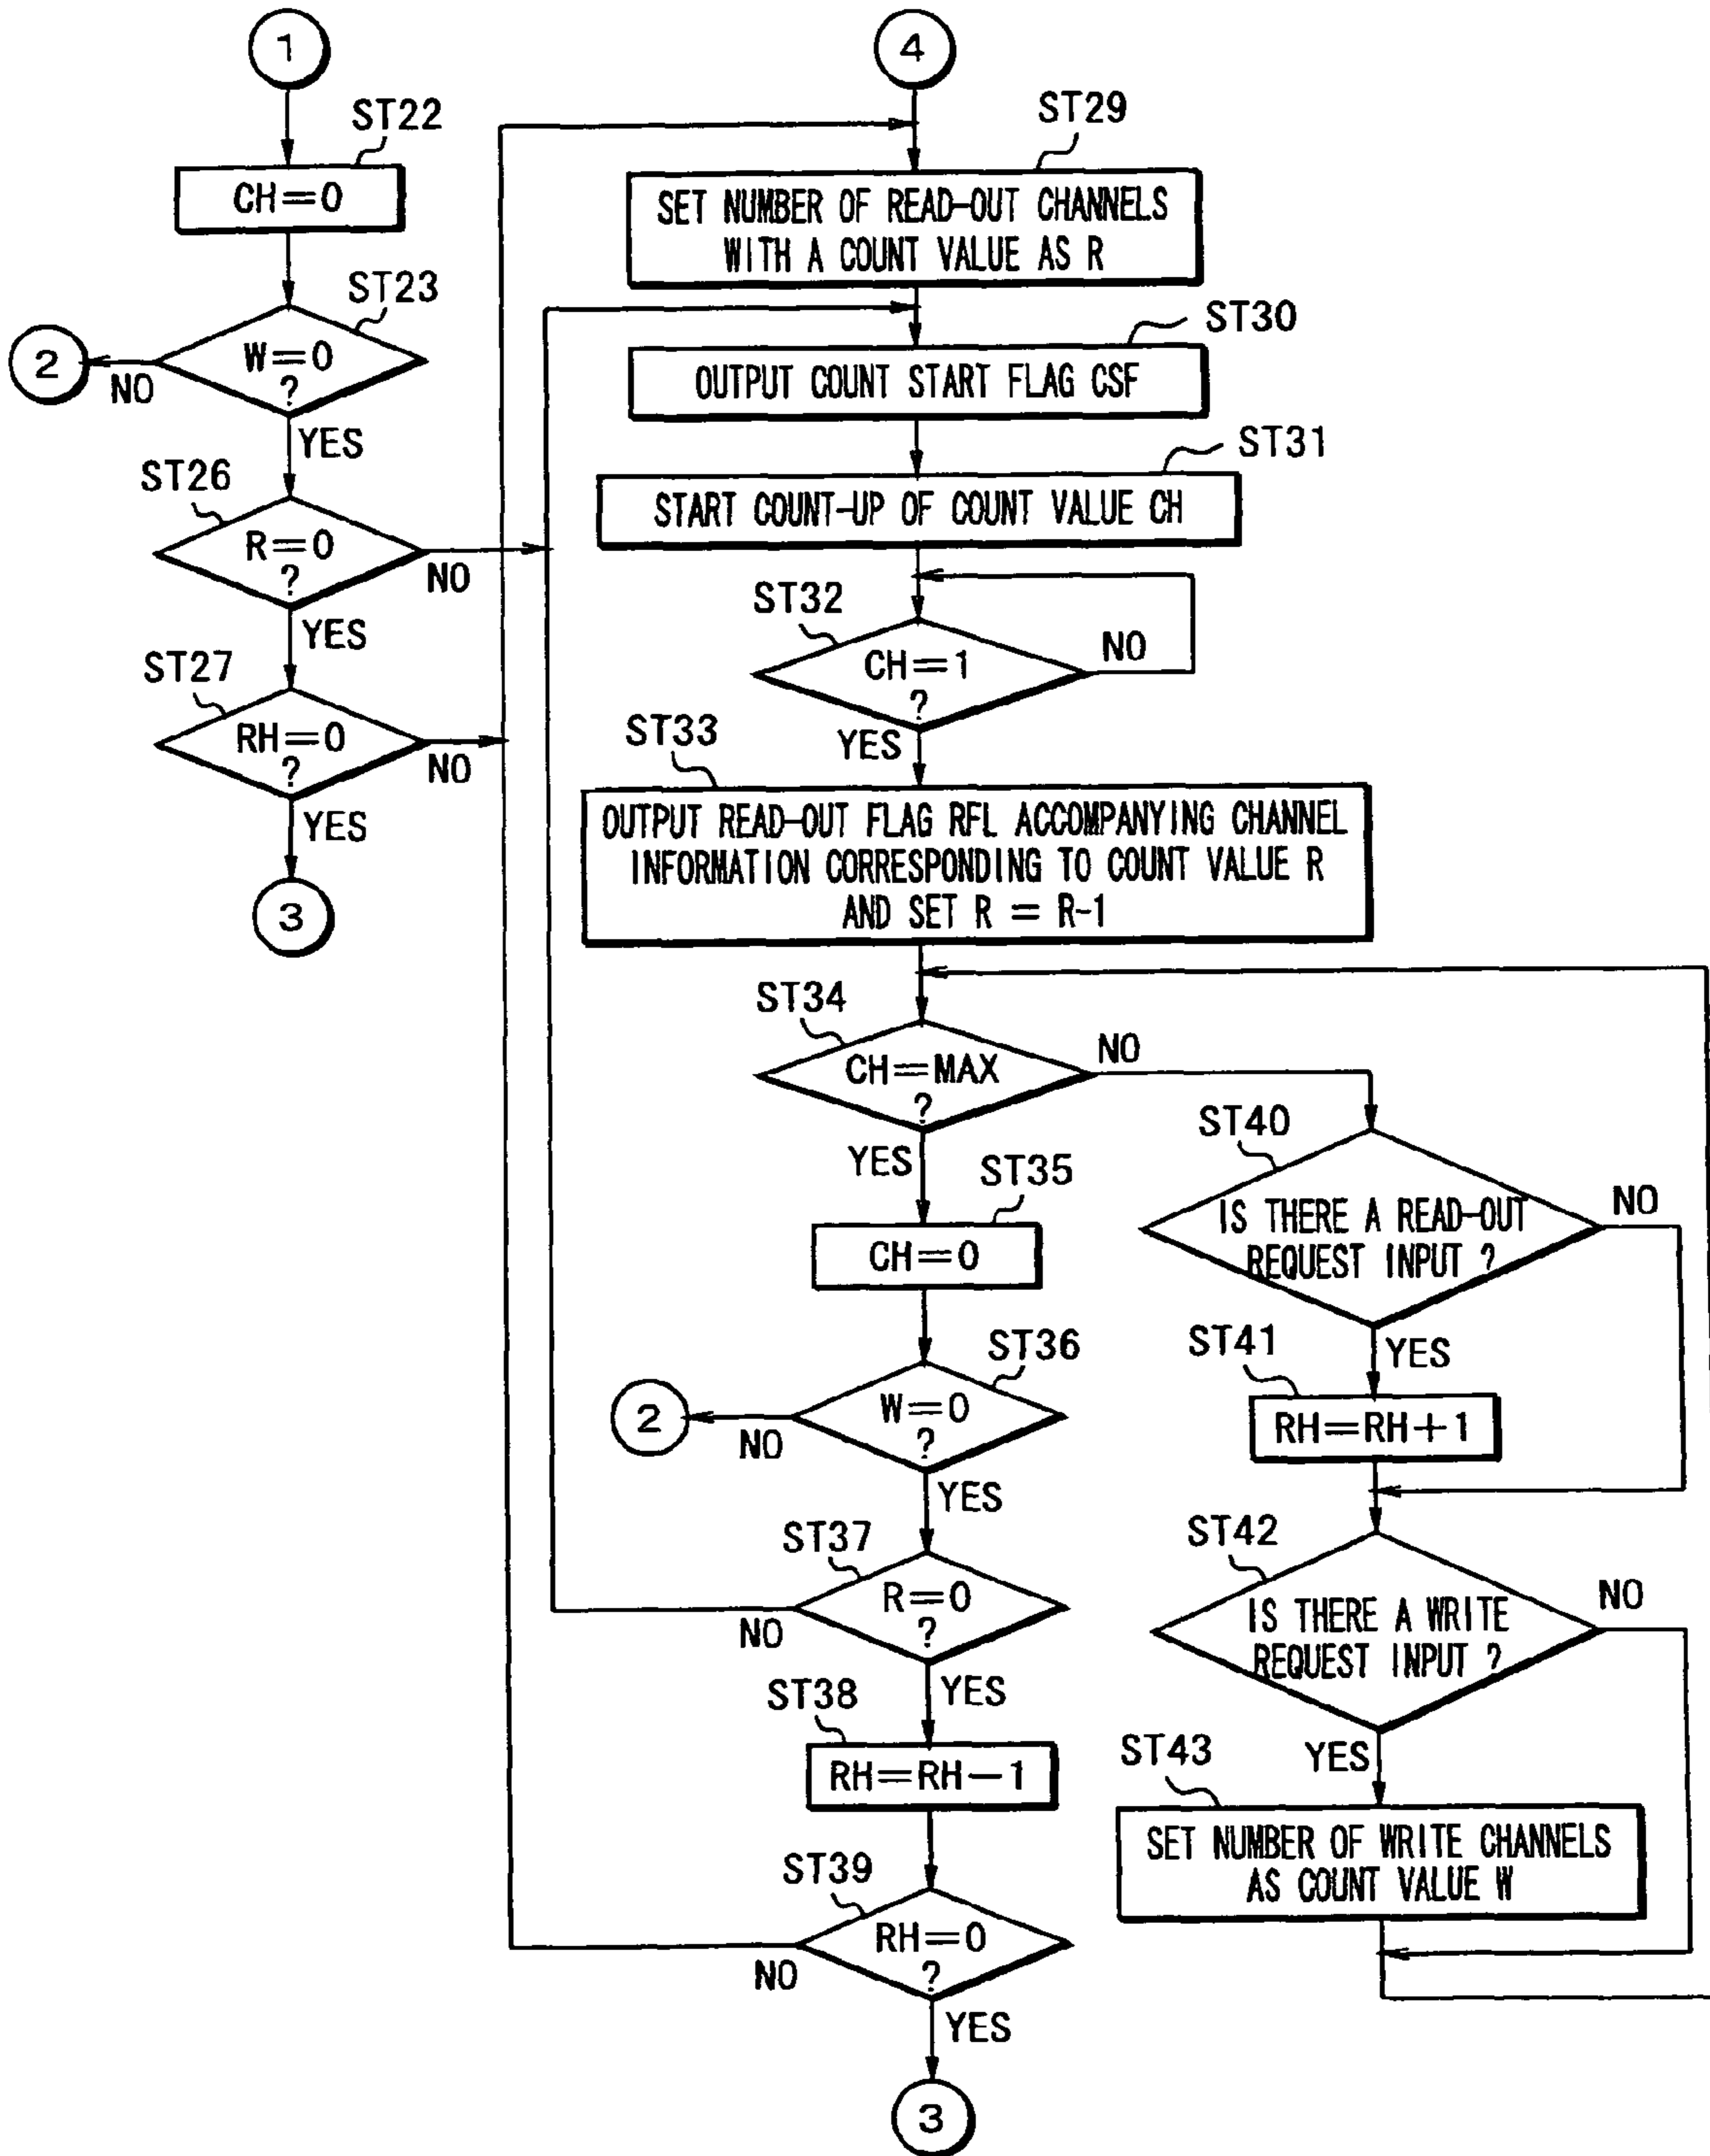 1
ST22
CH=0
ST23
W=0
?
NO
2
YES
ST26
R=0
?
NO
YES
ST27
RH=0
?
NO
YES
3
4
ST29
SET NUMBER OF READ-OUT CHANNELS
WITH A COUNT VALUE AS R
ST30
OUTPUT COUNT START FLAG CSF
ST31
START COUNT-UP OF COUNT VALUE CH
ST32
CH=1
?
NO
YES
ST33
OUTPUT READ-OUT FLAG RFL ACCOMPANYING CHANNEL
INFORMATION CORRESPONDING TO COUNT VALUE R
AND SET R = R-1
ST34
CH=MAX
?
NO
YES
ST35
CH=0
ST36
W=0
?
NO
2
YES
ST37
R=0
?
NO
YES
ST38
RH=RH-1
ST39
RH=0
?
NO
YES
3
ST40
IS THERE A READ-OUT
REQUEST INPUT ?
NO
YES
ST41
RH=RH+1
ST42
IS THERE A WRITE
REQUEST INPUT ?
NO
YES
ST43
SET NUMBER OF WRITE CHANNELS
AS COUNT VALUE W